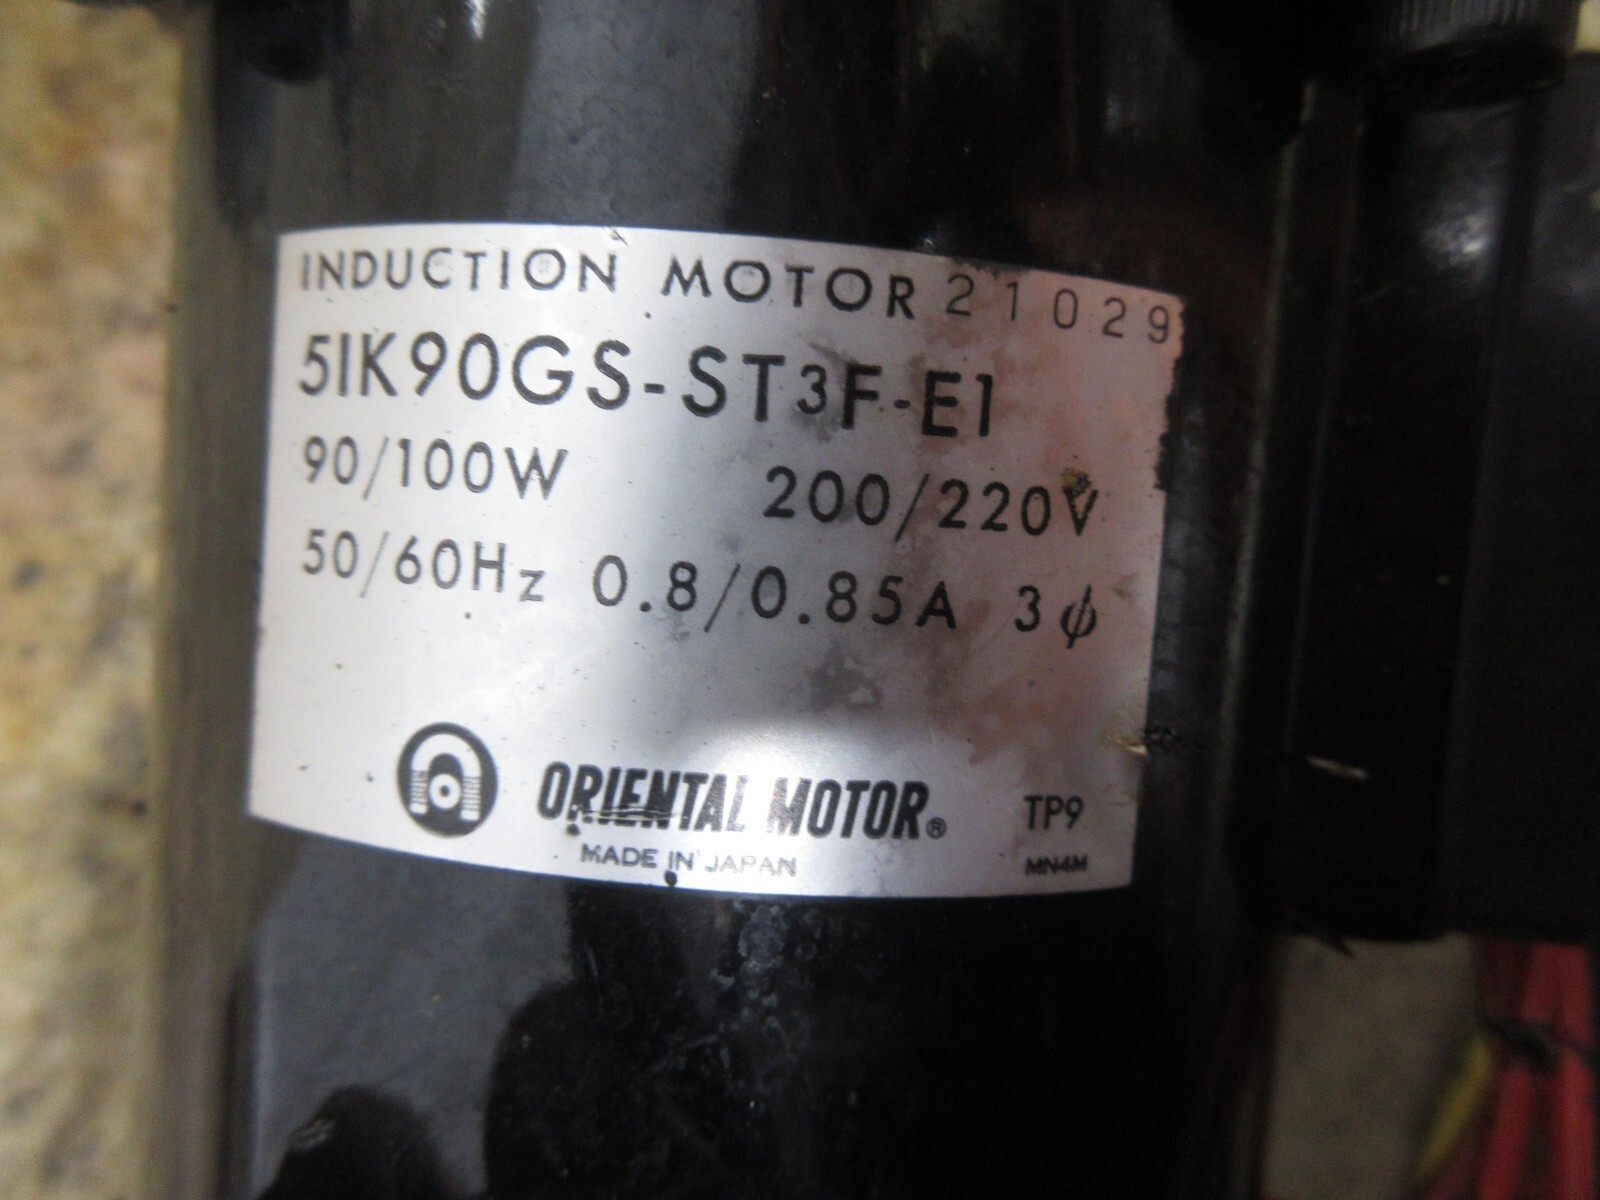 INDUCTION MOTOR 21029
5IK90GS-ST3F-E1
90/100W 200/220V
50/60Hz 0.8/0.85A 3ϕ
ORIENTAL MOTOR® TP9
MADE IN JAPAN MN4M